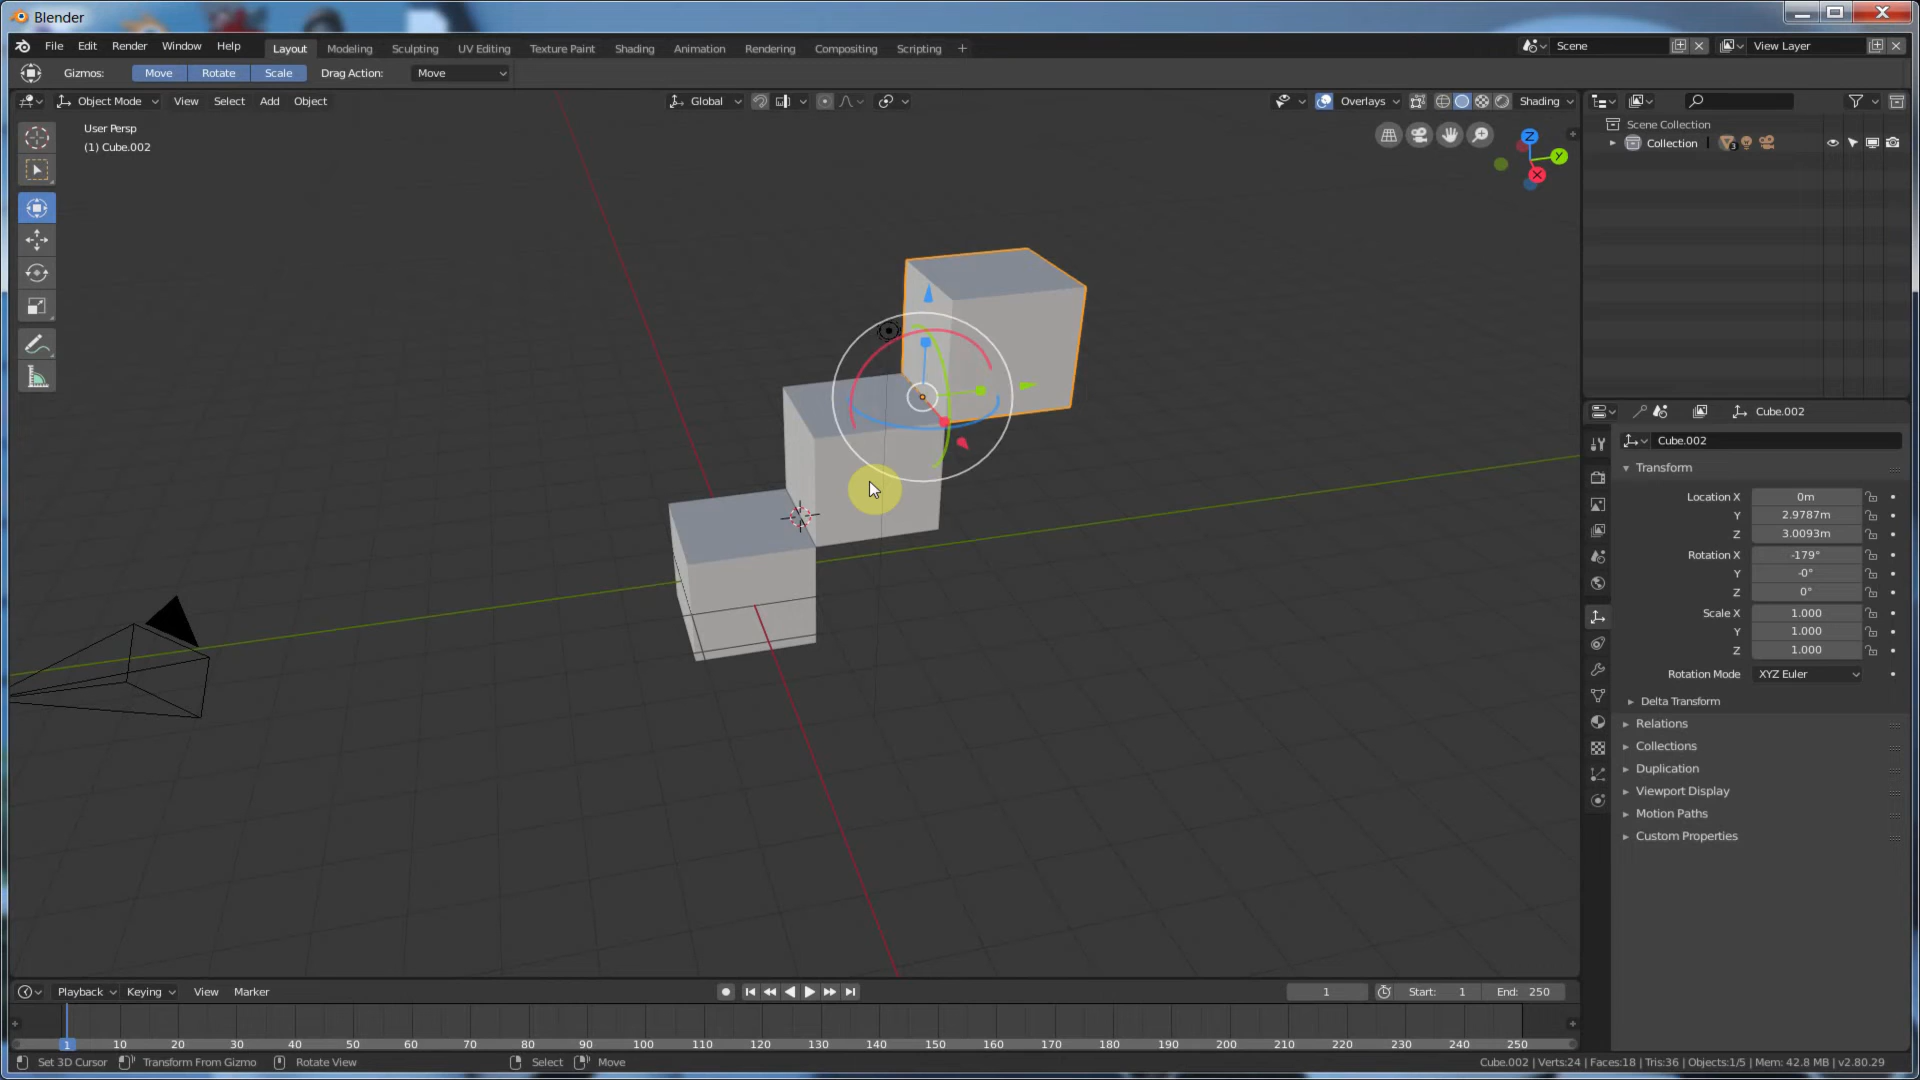 Blender
File Edit Render Window Help
Layout Modeling Sculpting UV Editing Texture Paint Shading Animation Rendering Compositing Scripting +
Scene
View Layer
Gizmos: Move Rotate Scale Drag Action: Move
Object Mode View Select Add Object
Global
Overlays
Shading
User Persp
(1) Cube.002
Z
Y
X
Scene Collection
Collection 3
Cube.002
Cube.002
Transform
Location X 0m
Y 2.9787m
Z 3.0093m
Rotation X -179°
Y -0°
Z 0°
Scale X 1.000
Y 1.000
Z 1.000
Rotation Mode XYZ Euler
Delta Transform
Relations
Collections
Duplication
Viewport Display
Motion Paths
Custom Properties
Playback Keying View Marker
1
Start: 1
End: 250
1 10 20 30 40 50 60 70 80 90 100 110 120 130 140 150 160 170 180 190 200 210 220 230 240 250
Set 3D Cursor Transform From Gizmo Rotate View Select Move
Cube.002 | Verts:24 | Faces:18 | Tris:36 | Objects:1/5 | Mem: 42.8 MB | v2.80.29